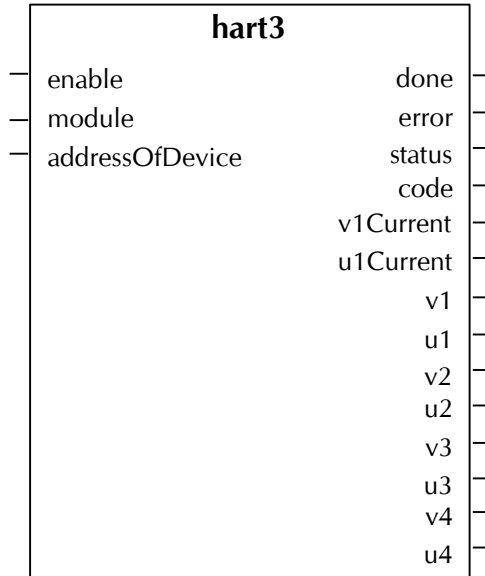 hart3
enable done
module error
addressOfDevice status
code
v1Current
u1Current
v1
u1
v2
u2
v3
u3
v4
u4